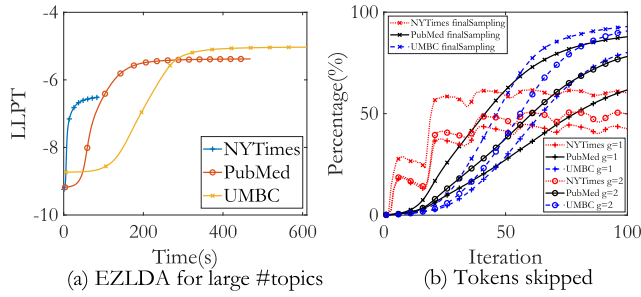 (a)
LLPT
-4
-6
-8
-10
0
200
400
600
Time(s)
NYTimes
PubMed
UMBC
(a) EZLDA for large #topics
(b)
Percentage(%)
100
50
0
50
100
Iteration
NYTimes finalSampling
PubMed finalSampling
UMBC finalSampling
NYTimes g=1
PubMed g=1
UMBC g=1
NYTimes g=2
PubMed g=2
UMBC g=2
(b) Tokens skipped